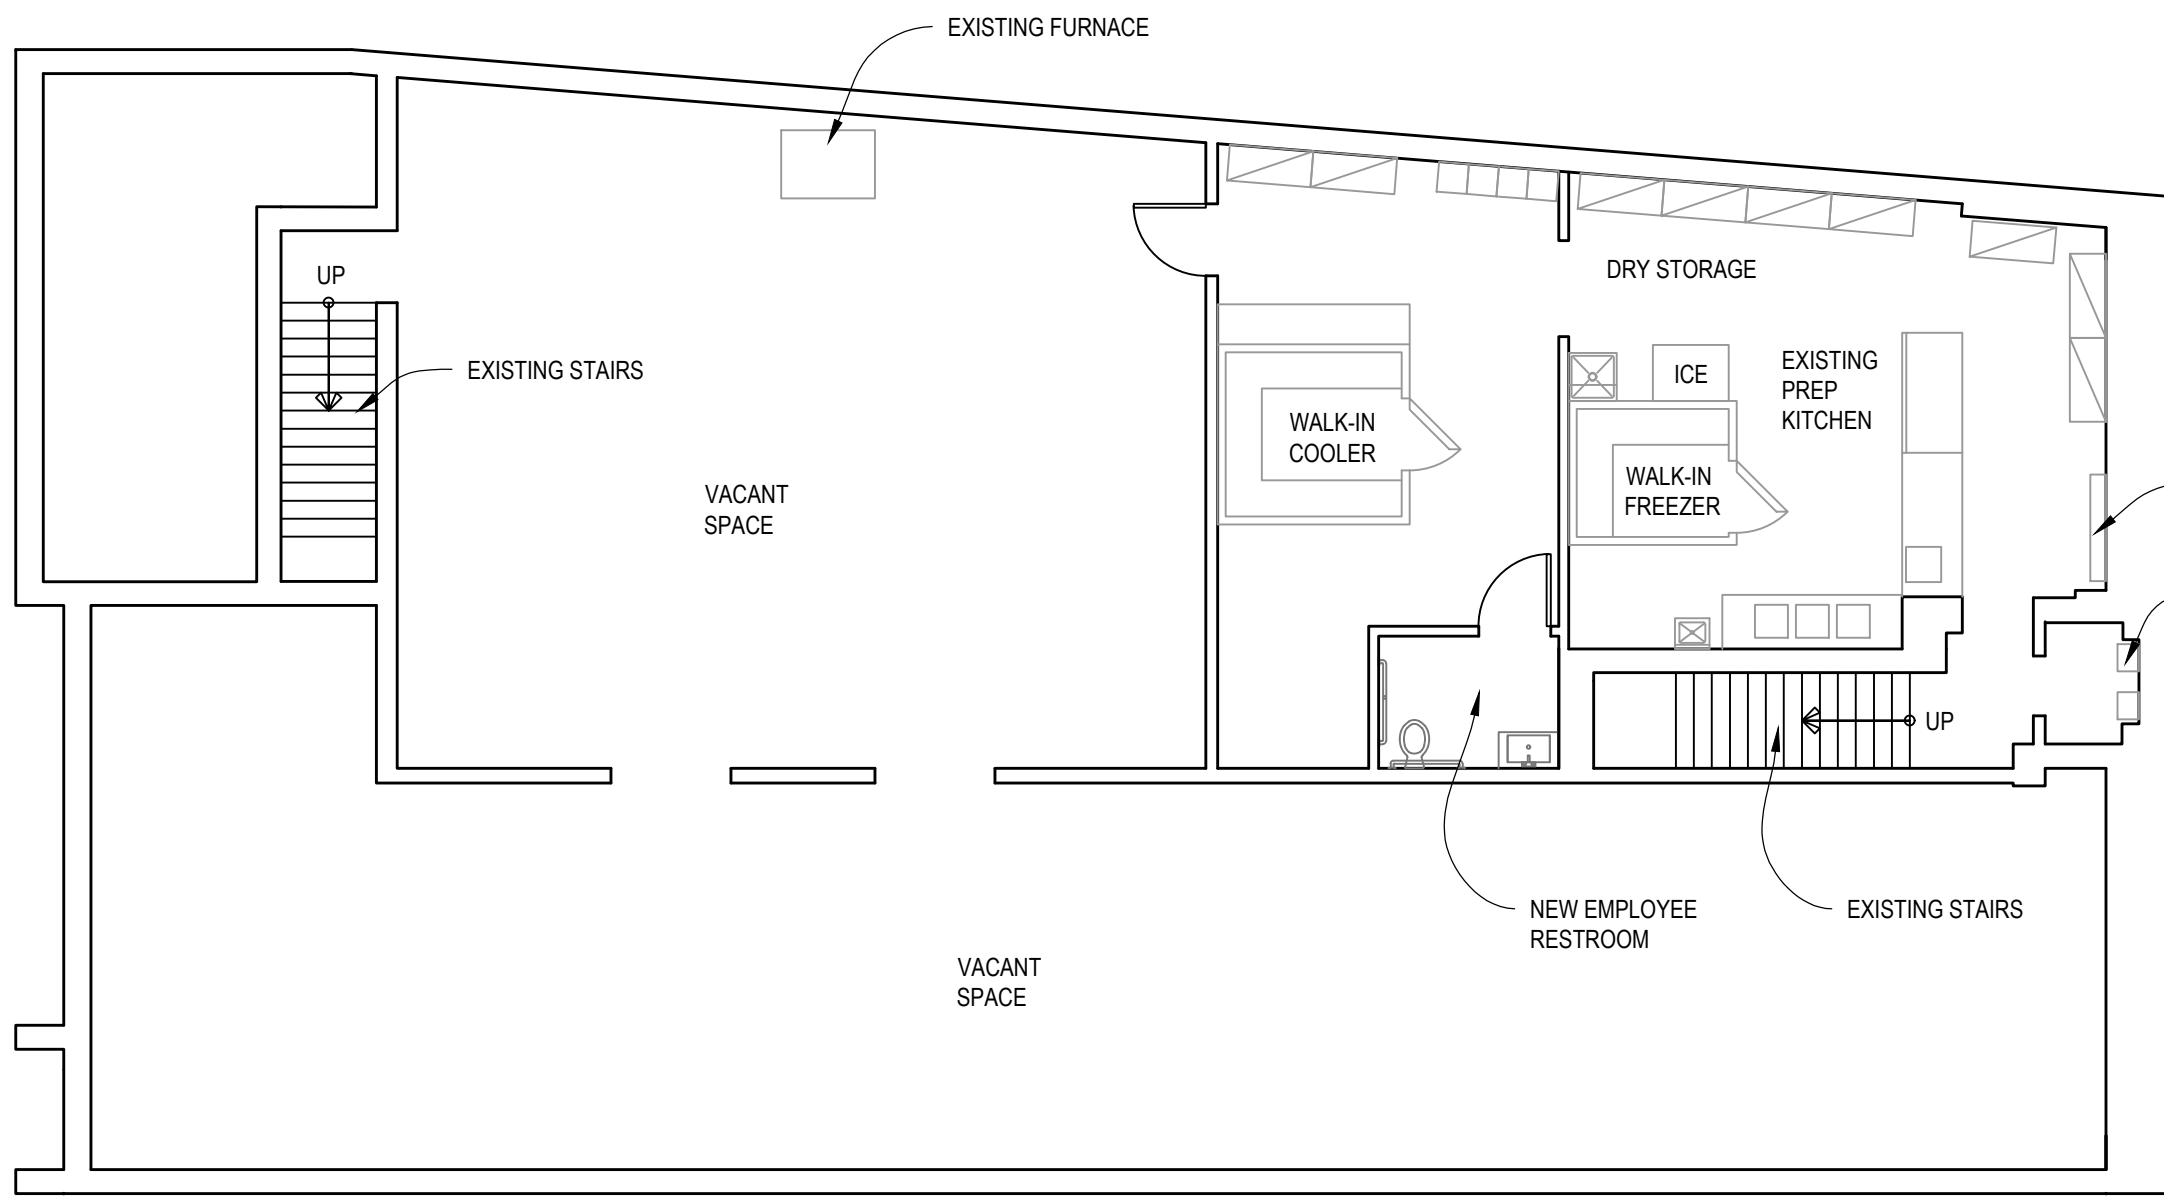 EXISTING FURNACE
DRY STORAGE
UP
EXISTING STAIRS
ICE
EXISTING
PREP
KITCHEN
WALK-IN
COOLER
WALK-IN
FREEZER
VACANT
SPACE
UP
NEW EMPLOYEE
RESTROOM
EXISTING STAIRS
VACANT
SPACE